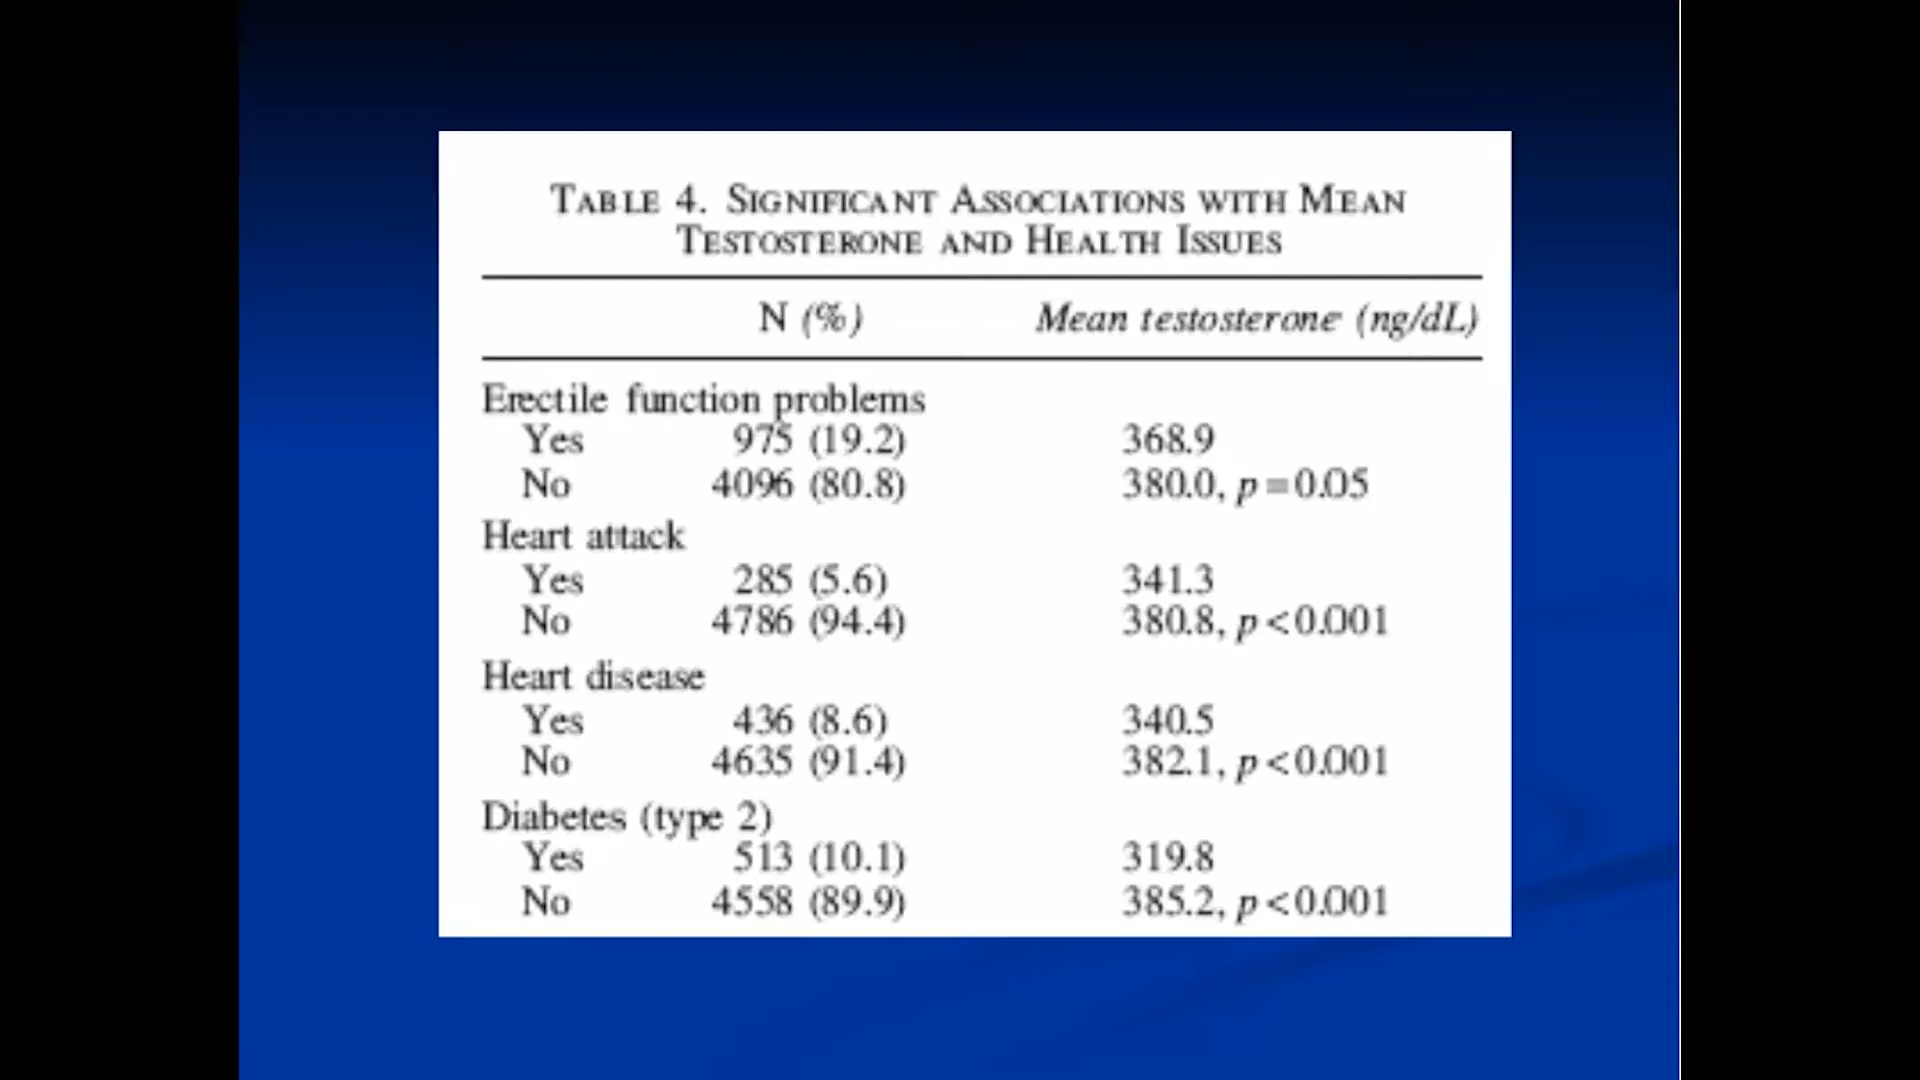 TABLE 4. SIGNIFICANT ASSOCIATIONS WITH MEAN
TESTOSTERONE AND HEALTH ISSUES
N (%) Mean testosterone (ng/dL)
Erectile function problems
Yes 975 (19.2) 368.9
No 4096 (80.8) 380.0, p=0.05
Heart attack
Yes 285 (5.6) 341.3
No 4786 (94.4) 380.8, p<0.001
Heart disease
Yes 436 (8.6) 340.5
No 4635 (91.4) 382.1, p<0.001
Diabetes (type 2)
Yes 513 (10.1) 319.8
No 4558 (89.9) 385.2, p<0.001